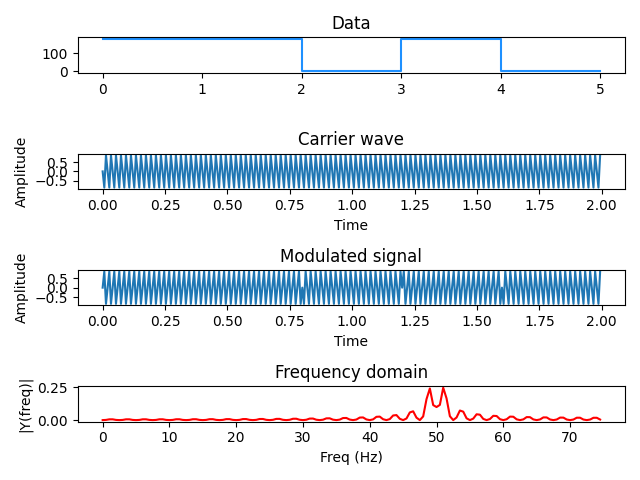 Data
100
0
0 1 2 3 4 5
Carrier wave
Amplitude
0.5
0.0
−0.5
0.00 0.25 0.50 0.75 1.00 1.25 1.50 1.75 2.00
Time
Modulated signal
Amplitude
0.5
0.0
−0.5
0.00 0.25 0.50 0.75 1.00 1.25 1.50 1.75 2.00
Time
Frequency domain
|Y(freq)|
0.25
0.00
0 10 20 30 40 50 60 70
Freq (Hz)